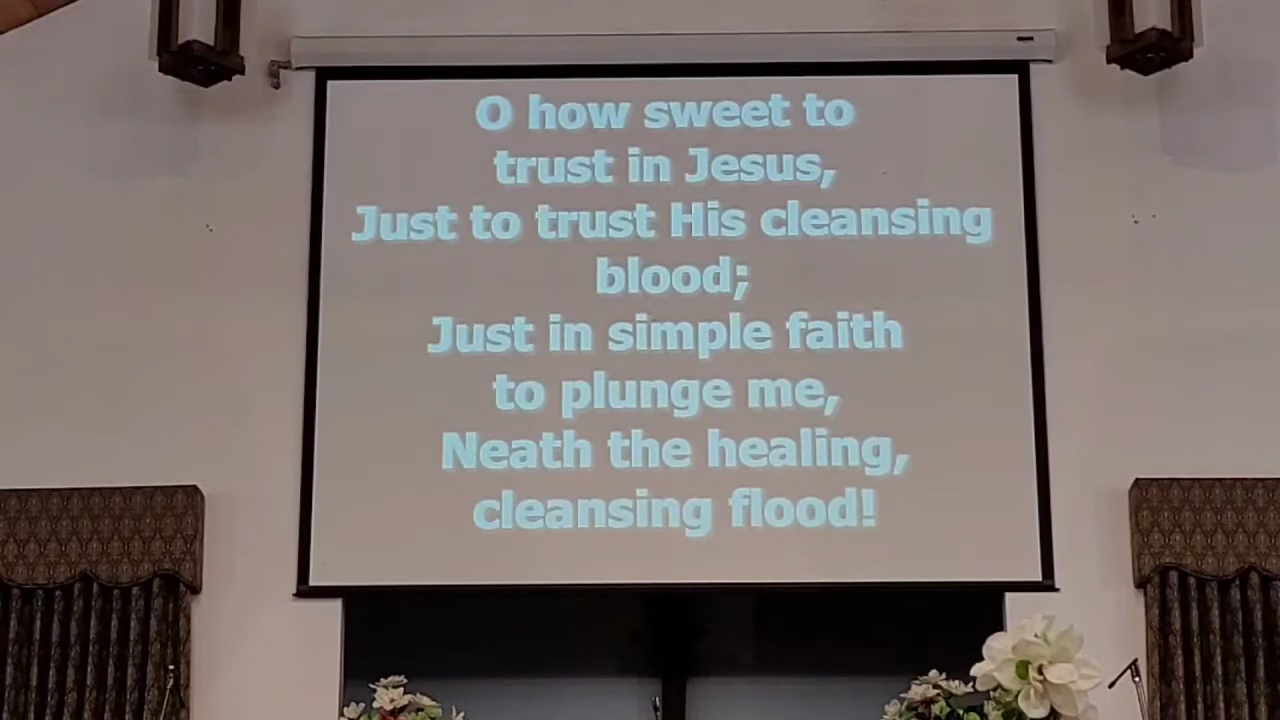 O how sweet to
trust in Jesus,
Just to trust His cleansing
blood;
Just in simple faith
to plunge me,
Neath the healing,
cleansing flood!